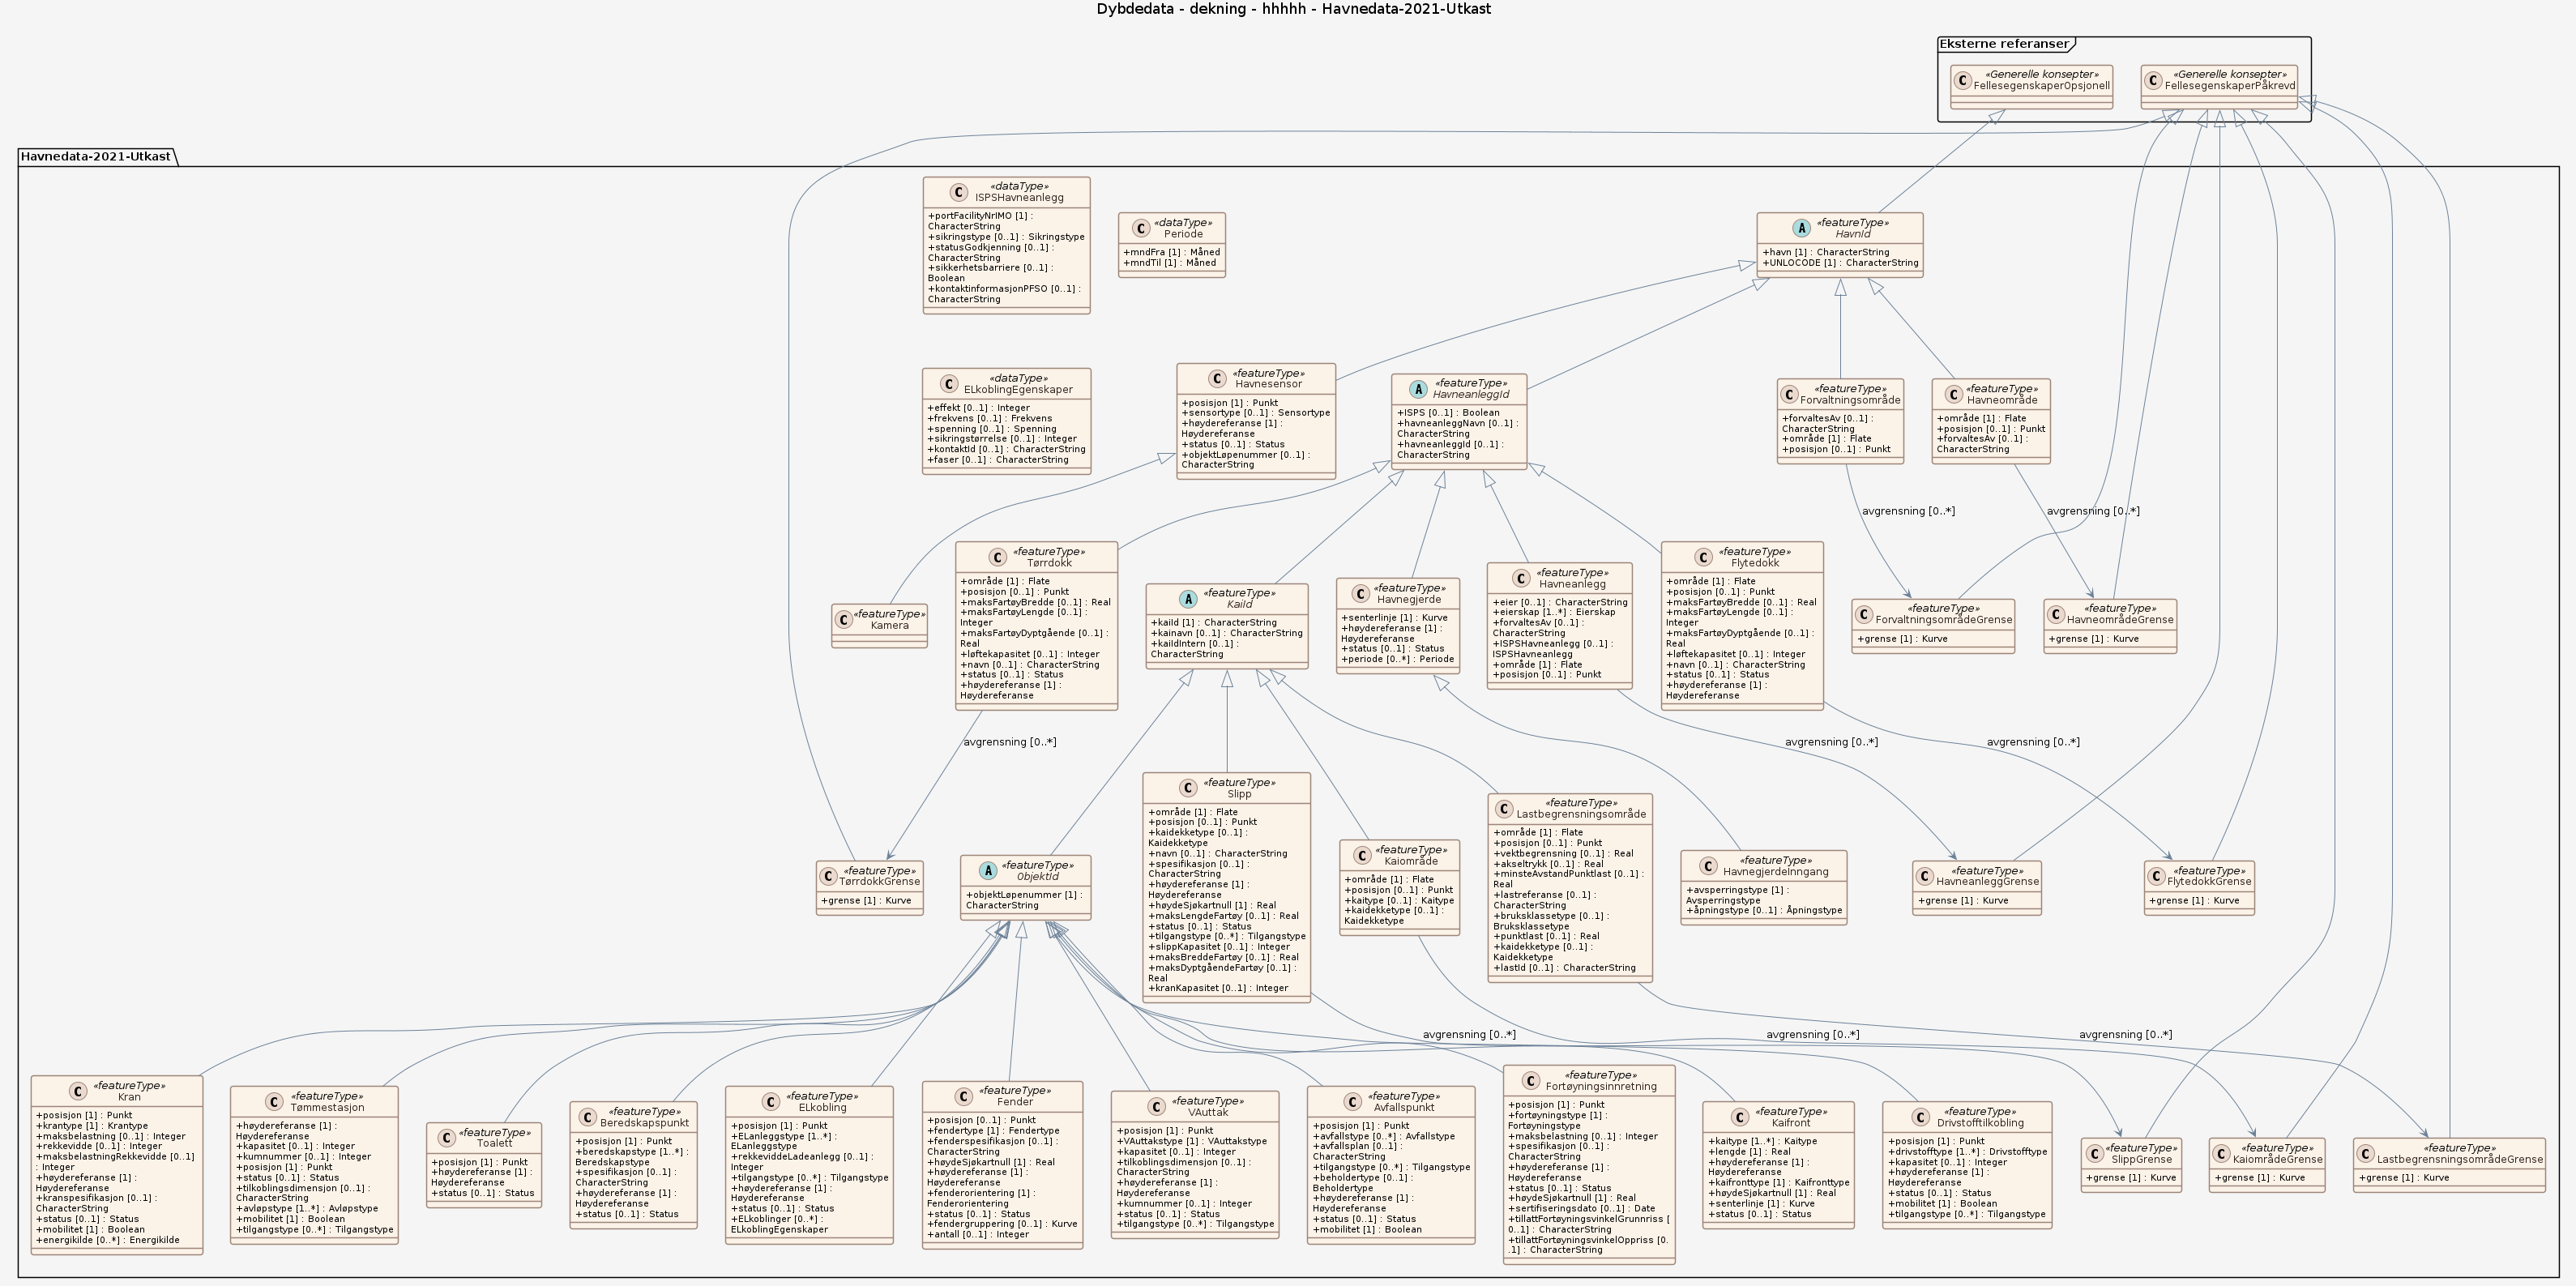 Dybdedata - dekning - hhhhh - Havnedata-2021-Utkast
Eksterne referanser
«Generelle konsepter»
FellesegenskaperOpsjonell
«Generelle konsepter»
FellesegenskaperPåkrevd
Havnedata-2021-Utkast
«dataType»
ISPSHavneanlegg
+portFacilityNrIMO [1] :
CharacterString
+sikringstype [0..1] : Sikringstype
+statusGodkjenning [0..1] :
CharacterString
+sikkerhetsbarriere [0..1] :
Boolean
+kontaktinformasjonPFSO [0..1] :
CharacterString
«dataType»
Periode
+mndFra [1] : Måned
+mndTil [1] : Måned
«featureType»
HavnId
+havn [1] : CharacterString
+UNLOCODE [1] : CharacterString
«dataType»
ELkoblingEgenskaper
+effekt [0..1] : Integer
+frekvens [0..1] : Frekvens
+spenning [0..1] : Spenning
+sikringstørrelse [0..1] : Integer
+kontaktId [0..1] : CharacterString
+faser [0..1] : CharacterString
«featureType»
Havnesensor
+posisjon [1] : Punkt
+sensortype [0..1] : Sensortype
+høydereferanse [1] :
Høydereferanse
+status [0..1] : Status
+objektLøpenummer [0..1] :
CharacterString
«featureType»
HavneanleggId
+ISPS [0..1] : Boolean
+havneanleggNavn [0..1] :
CharacterString
+havneanleggId [0..1] :
CharacterString
«featureType»
Forvaltningsområde
+forvaltesAv [0..1] :
CharacterString
+område [1] : Flate
+posisjon [0..1] : Punkt
«featureType»
Havneområde
+område [1] : Flate
+posisjon [0..1] : Punkt
+forvaltesAv [0..1] :
CharacterString
avgrensning [0..*]
avgrensning [0..*]
«featureType»
Kamera
«featureType»
Tørrdokk
+område [1] : Flate
+posisjon [0..1] : Punkt
+maksFartøyBredde [0..1] : Real
+maksFartøyLengde [0..1] :
Integer
+maksFartøyDyptgående [0..1] :
Real
+løftekapasitet [0..1] : Integer
+navn [0..1] : CharacterString
+status [0..1] : Status
+høydereferanse [1] :
Høydereferanse
«featureType»
KaiId
+kaiId [1] : CharacterString
+kainavn [0..1] : CharacterString
+kaiIdIntern [0..1] :
CharacterString
«featureType»
Havnegjerde
+senterlinje [1] : Kurve
+høydereferanse [1] :
Høydereferanse
+status [0..1] : Status
+periode [0..*] : Periode
«featureType»
Havneanlegg
+eier [0..1] : CharacterString
+eierskap [1..*] : Eierskap
+forvaltesAv [0..1] :
CharacterString
+ISPSHavneanlegg [0..1] :
ISPSHavneanlegg
+område [1] : Flate
+posisjon [0..1] : Punkt
«featureType»
Flytedokk
+område [1] : Flate
+posisjon [0..1] : Punkt
+maksFartøyBredde [0..1] : Real
+maksFartøyLengde [0..1] :
Integer
+maksFartøyDyptgående [0..1] :
Real
+løftekapasitet [0..1] : Integer
+navn [0..1] : CharacterString
+status [0..1] : Status
+høydereferanse [1] :
Høydereferanse
«featureType»
ForvaltningsområdeGrense
+grense [1] : Kurve
«featureType»
HavneområdeGrense
+grense [1] : Kurve
avgrensning [0..*]
avgrensning [0..*]
avgrensning [0..*]
«featureType»
TørrdokkGrense
+grense [1] : Kurve
«featureType»
ObjektId
+objektLøpenummer [1] :
CharacterString
«featureType»
Slipp
+område [1] : Flate
+posisjon [0..1] : Punkt
+kaidekketype [0..1] :
Kaidekketype
+navn [0..1] : CharacterString
+spesifikasjon [0..1] :
CharacterString
+høydereferanse [1] :
Høydereferanse
+høydeSjøkartnull [1] : Real
+maksLengdeFartøy [0..1] : Real
+status [0..1] : Status
+tilgangstype [0..*] : Tilgangstype
+slippKapasitet [0..1] : Integer
+maksBreddeFartøy [0..1] : Real
+maksDyptgåendeFartøy [0..1] :
Real
+kranKapasitet [0..1] : Integer
«featureType»
Kaiområde
+område [1] : Flate
+posisjon [0..1] : Punkt
+kaitype [0..1] : Kaitype
+kaidekketype [0..1] :
Kaidekketype
«featureType»
Lastbegrensningsområde
+område [1] : Flate
+posisjon [0..1] : Punkt
+vektbegrensning [0..1] : Real
+akseltrykk [0..1] : Real
+minsteAvstandPunktlast [0..1] :
Real
+lastreferanse [0..1] :
CharacterString
+bruksklassetype [0..1] :
Bruksklassetype
+punktlast [0..1] : Real
+kaidekketype [0..1] :
Kaidekketype
+lastId [0..1] : CharacterString
«featureType»
HavnegjerdeInngang
+avsperringstype [1] :
Avsperringstype
+åpningstype [0..1] : Åpningstype
«featureType»
HavneanleggGrense
+grense [1] : Kurve
«featureType»
FlytedokkGrense
+grense [1] : Kurve
avgrensning [0..*]
avgrensning [0..*]
avgrensning [0..*]
«featureType»
Kran
+posisjon [1] : Punkt
+krantype [1] : Krantype
+maksbelastning [0..1] : Integer
+rekkevidde [0..1] : Integer
+maksbelastningRekkevidde [0..1]
: Integer
+høydereferanse [1] :
Høydereferanse
+kranspesifikasjon [0..1] :
CharacterString
+status [0..1] : Status
+mobilitet [1] : Boolean
+energikilde [0..*] : Energikilde
«featureType»
Tømmestasjon
+høydereferanse [1] :
Høydereferanse
+kapasitet [0..1] : Integer
+kumnummer [0..1] : Integer
+posisjon [1] : Punkt
+status [0..1] : Status
+tilkoblingsdimensjon [0..1] :
CharacterString
+avløpstype [1..*] : Avløpstype
+mobilitet [1] : Boolean
+tilgangstype [0..*] : Tilgangstype
«featureType»
Toalett
+posisjon [1] : Punkt
+høydereferanse [1] :
Høydereferanse
+status [0..1] : Status
«featureType»
Beredskapspunkt
+posisjon [1] : Punkt
+beredskapstype [1..*] :
Beredskapstype
+spesifikasjon [0..1] :
CharacterString
+høydereferanse [1] :
Høydereferanse
+status [0..1] : Status
«featureType»
ELkobling
+posisjon [1] : Punkt
+ELanleggstype [1..*] :
ELanleggstype
+rekkeviddeLadeanlegg [0..1] :
Integer
+tilgangstype [0..*] : Tilgangstype
+høydereferanse [1] :
Høydereferanse
+status [0..1] : Status
+ELkoblinger [0..*] :
ELkoblingEgenskaper
«featureType»
Fender
+posisjon [0..1] : Punkt
+fendertype [1] : Fendertype
+fenderspesifikasjon [0..1] :
CharacterString
+høydeSjøkartnull [1] : Real
+høydereferanse [1] :
Høydereferanse
+fenderorientering [1] :
Fenderorientering
+status [0..1] : Status
+fendergruppering [0..1] : Kurve
+antall [0..1] : Integer
«featureType»
VAuttak
+posisjon [1] : Punkt
+VAuttakstype [1] : VAuttakstype
+kapasitet [0..1] : Integer
+tilkoblingsdimensjon [0..1] :
CharacterString
+høydereferanse [1] :
Høydereferanse
+kumnummer [0..1] : Integer
+status [0..1] : Status
+tilgangstype [0..*] : Tilgangstype
«featureType»
Avfallspunkt
+posisjon [1] : Punkt
+avfallstype [0..*] : Avfallstype
+avfallsplan [0..1] :
CharacterString
+tilgangstype [0..*] : Tilgangstype
+beholdertype [0..1] :
Beholdertype
+høydereferanse [1] :
Høydereferanse
+status [0..1] : Status
+mobilitet [1] : Boolean
«featureType»
Fortøyningsinnretning
+posisjon [1] : Punkt
+fortøyningstype [1] :
Fortøyningstype
+maksbelastning [0..1] : Integer
+spesifikasjon [0..1] :
CharacterString
+høydereferanse [1] :
Høydereferanse
+status [0..1] : Status
+høydeSjøkartnull [1] : Real
+sertifiseringsdato [0..1] : Date
+tillattFortøyningsvinkelGrunnriss [
0..1] : CharacterString
+tillattFortøyningsvinkelOppriss [0.
.1] : CharacterString
«featureType»
Kaifront
+kaitype [1..*] : Kaitype
+lengde [1] : Real
+høydereferanse [1] :
Høydereferanse
+kaifronttype [1] : Kaifronttype
+høydeSjøkartnull [1] : Real
+senterlinje [1] : Kurve
+status [0..1] : Status
«featureType»
Drivstofftilkobling
+posisjon [1] : Punkt
+drivstofftype [1..*] : Drivstofftype
+kapasitet [0..1] : Integer
+høydereferanse [1] :
Høydereferanse
+status [0..1] : Status
+mobilitet [1] : Boolean
+tilgangstype [0..*] : Tilgangstype
«featureType»
SlippGrense
+grense [1] : Kurve
«featureType»
KaiområdeGrense
+grense [1] : Kurve
«featureType»
LastbegrensningsområdeGrense
+grense [1] : Kurve